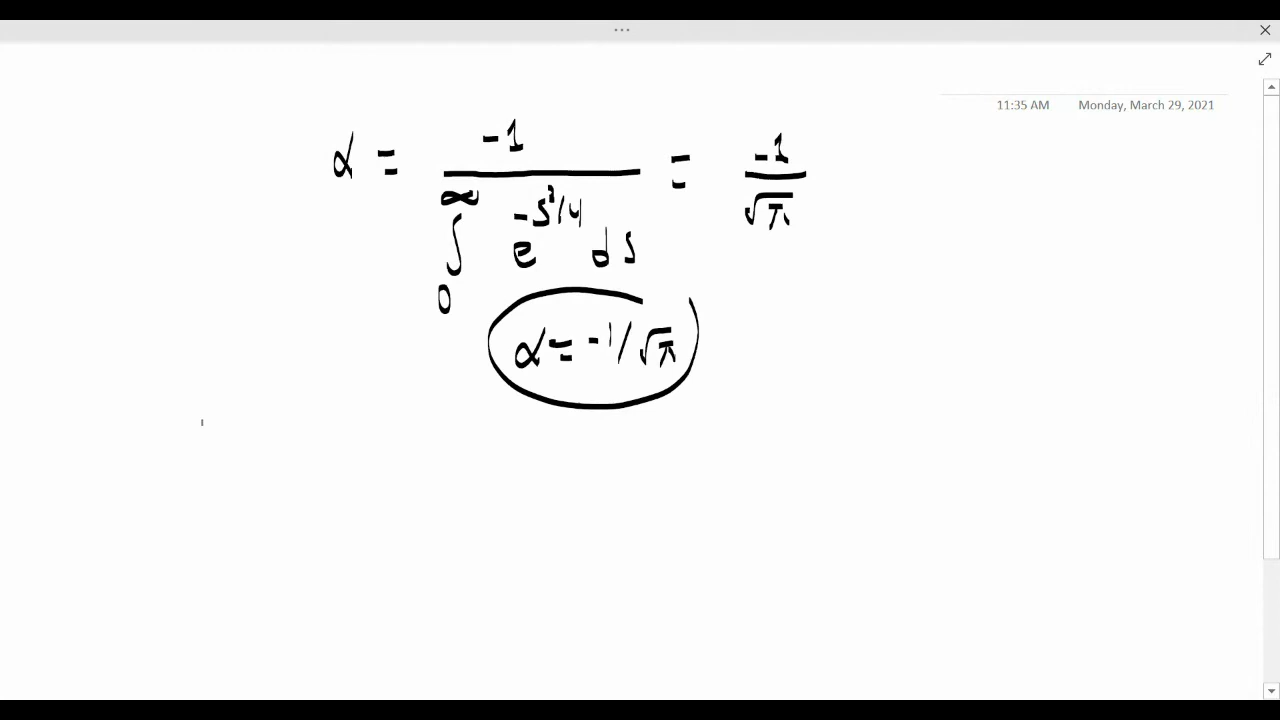 11:35 AM Monday, March 29, 2021
α = -1 / ∫₀^∞ e^(-s²/4) ds = -1/√π
α = -1/√π